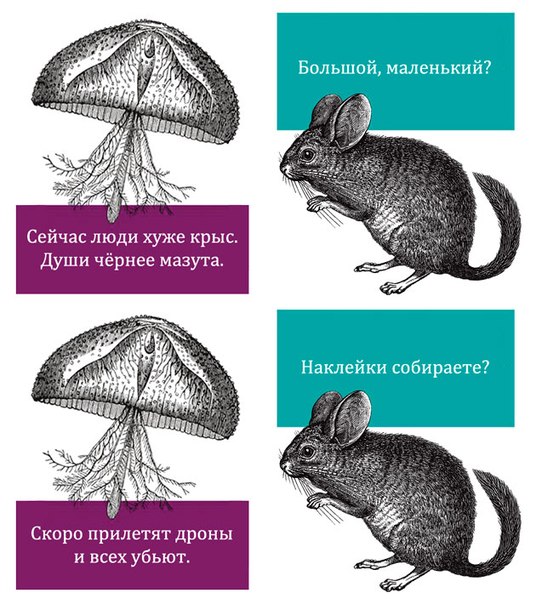 Сейчас люди хуже крыс.
Души чёрнее мазута.
Большой, маленький?
Скоро прилетят дроны
и всех убьют.
Наклейки собираете?